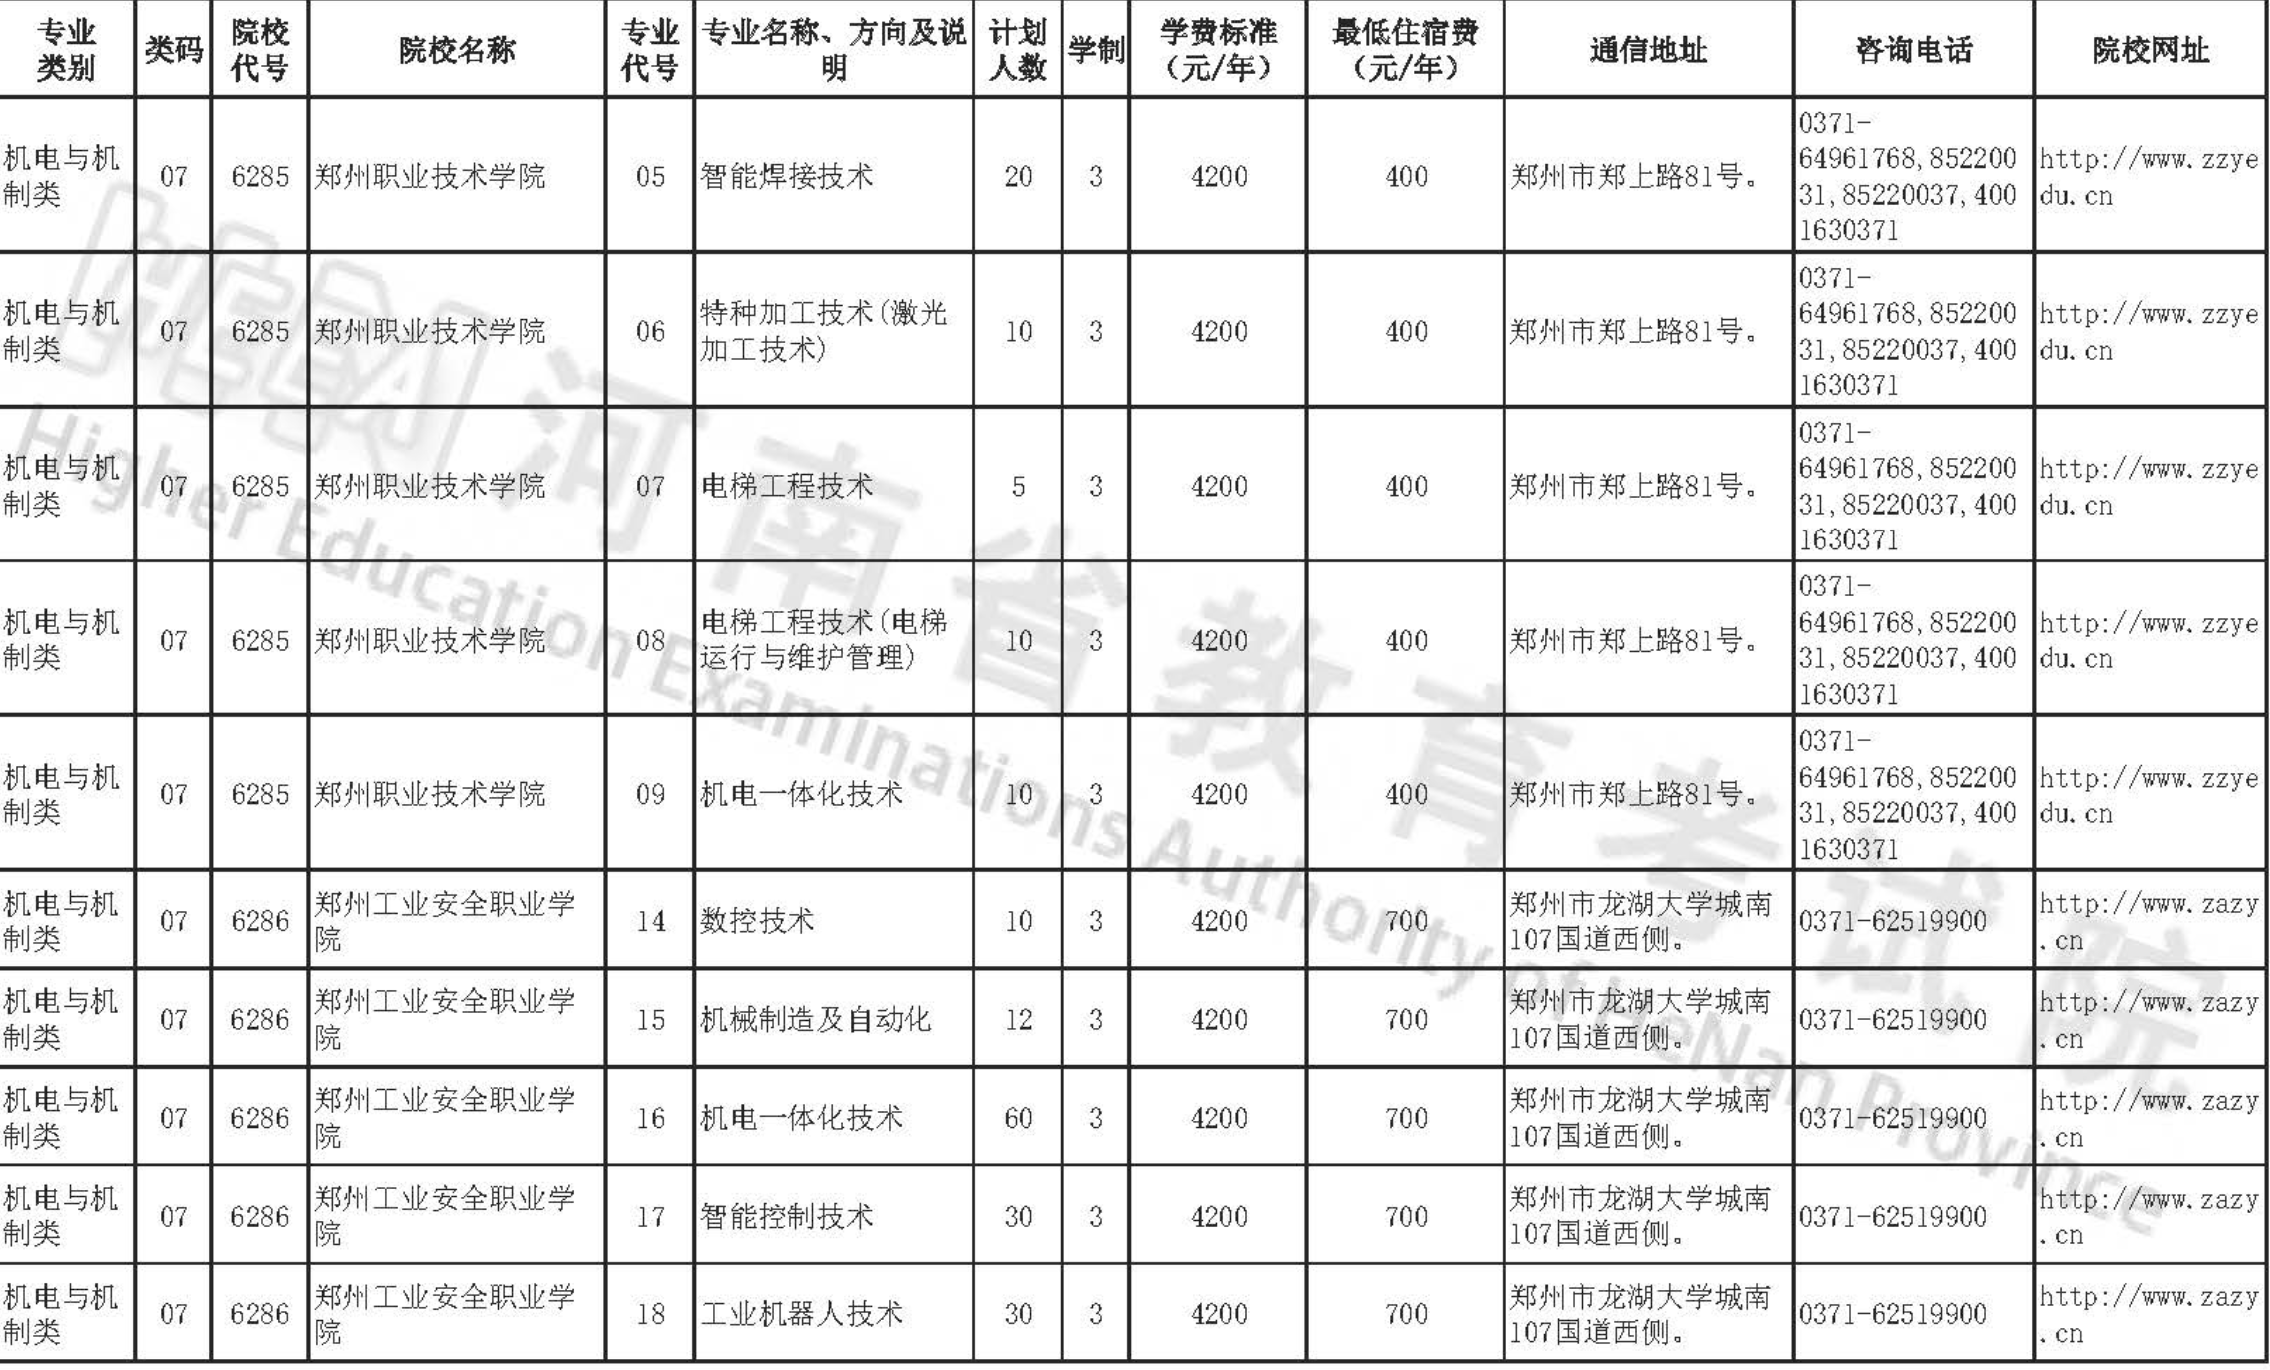 专业类别 类码 院校代号 院校名称 专业代号 专业名称、方向及说明 计划人数 学制 学费标准（元/年） 最低住宿费（元/年） 通信地址 咨询电话 院校网址
机电与机制类 07 6285 郑州职业技术学院 05 智能焊接技术 20 3 4200 400 郑州市郑上路81号。 0371-64961768,85220031,85220037,4001630371 http://www.zzyedu.cn
机电与机制类 07 6285 郑州职业技术学院 06 特种加工技术(激光加工技术) 10 3 4200 400 郑州市郑上路81号。 0371-64961768,85220031,85220037,4001630371 http://www.zzyedu.cn
机电与机制类 07 6285 郑州职业技术学院 07 电梯工程技术 5 3 4200 400 郑州市郑上路81号。 0371-64961768,85220031,85220037,4001630371 http://www.zzyedu.cn
机电与机制类 07 6285 郑州职业技术学院 08 电梯工程技术(电梯运行与维护管理) 10 3 4200 400 郑州市郑上路81号。 0371-64961768,85220031,85220037,4001630371 http://www.zzyedu.cn
机电与机制类 07 6285 郑州职业技术学院 09 机电一体化技术 10 3 4200 400 郑州市郑上路81号。 0371-64961768,85220031,85220037,4001630371 http://www.zzyedu.cn
机电与机制类 07 6286 郑州工业安全职业学院 14 数控技术 10 3 4200 700 郑州市龙湖大学城南107国道西侧。 0371-62519900 http://www.zazy.cn
机电与机制类 07 6286 郑州工业安全职业学院 15 机械制造及自动化 12 3 4200 700 郑州市龙湖大学城南107国道西侧。 0371-62519900 http://www.zazy.cn
机电与机制类 07 6286 郑州工业安全职业学院 16 机电一体化技术 60 3 4200 700 郑州市龙湖大学城南107国道西侧。 0371-62519900 http://www.zazy.cn
机电与机制类 07 6286 郑州工业安全职业学院 17 智能控制技术 30 3 4200 700 郑州市龙湖大学城南107国道西侧。 0371-62519900 http://www.zazy.cn
机电与机制类 07 6286 郑州工业安全职业学院 18 工业机器人技术 30 3 4200 700 郑州市龙湖大学城南107国道西侧。 0371-62519900 http://www.zazy.cn
HEEA 河南省教育考试院
Higher Education Examinations Authority of HeNan Province